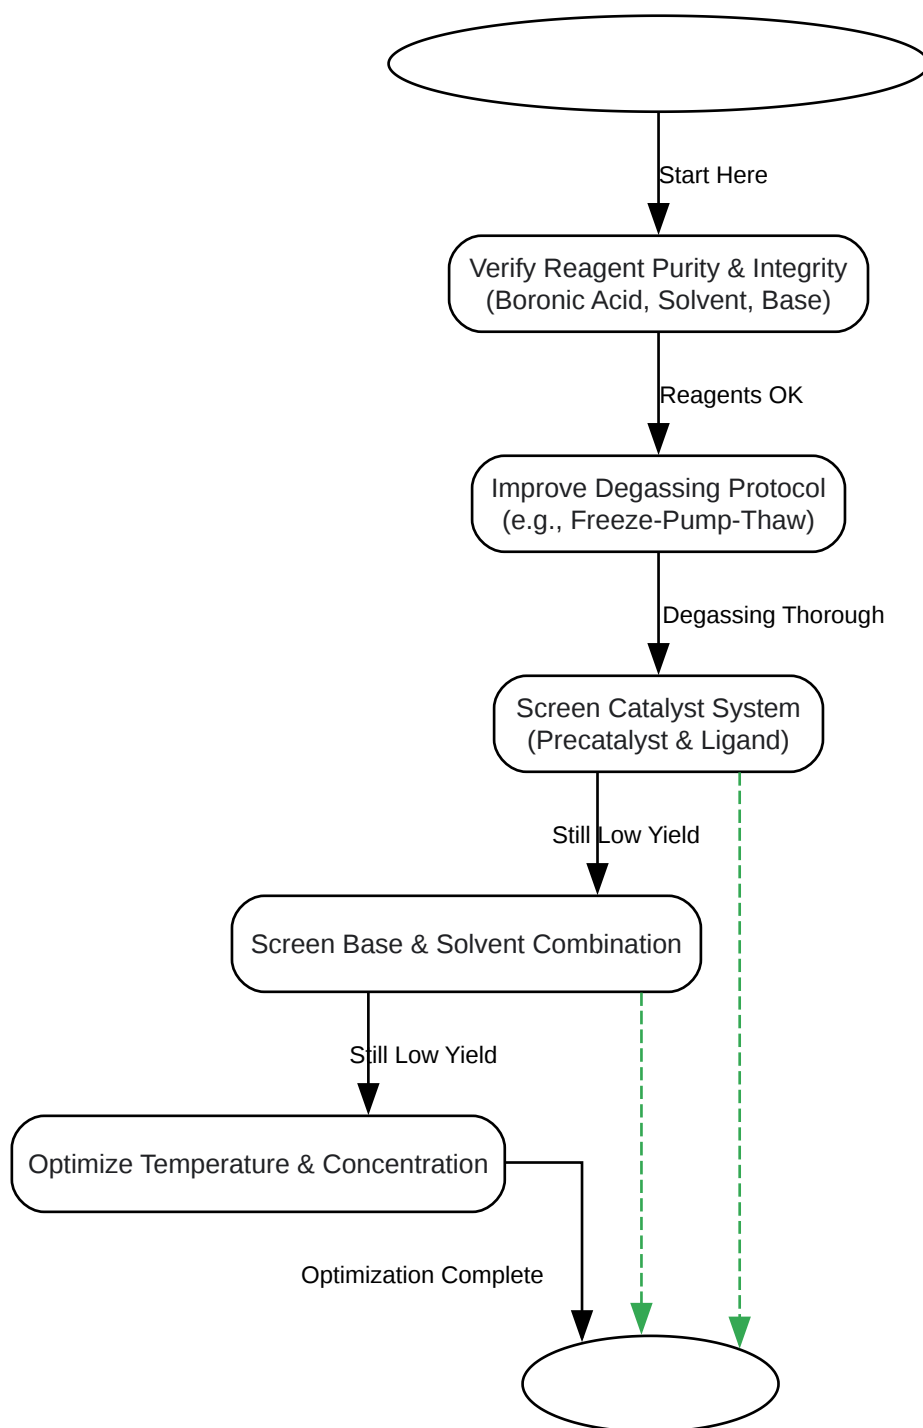 Start Here
Verify Reagent Purity & Integrity
(Boronic Acid, Solvent, Base)
Reagents OK
Improve Degassing Protocol
(e.g., Freeze-Pump-Thaw)
Degassing Thorough
Screen Catalyst System
(Precatalyst & Ligand)
Still Low Yield
Screen Base & Solvent Combination
Still Low Yield
Optimize Temperature & Concentration
Optimization Complete